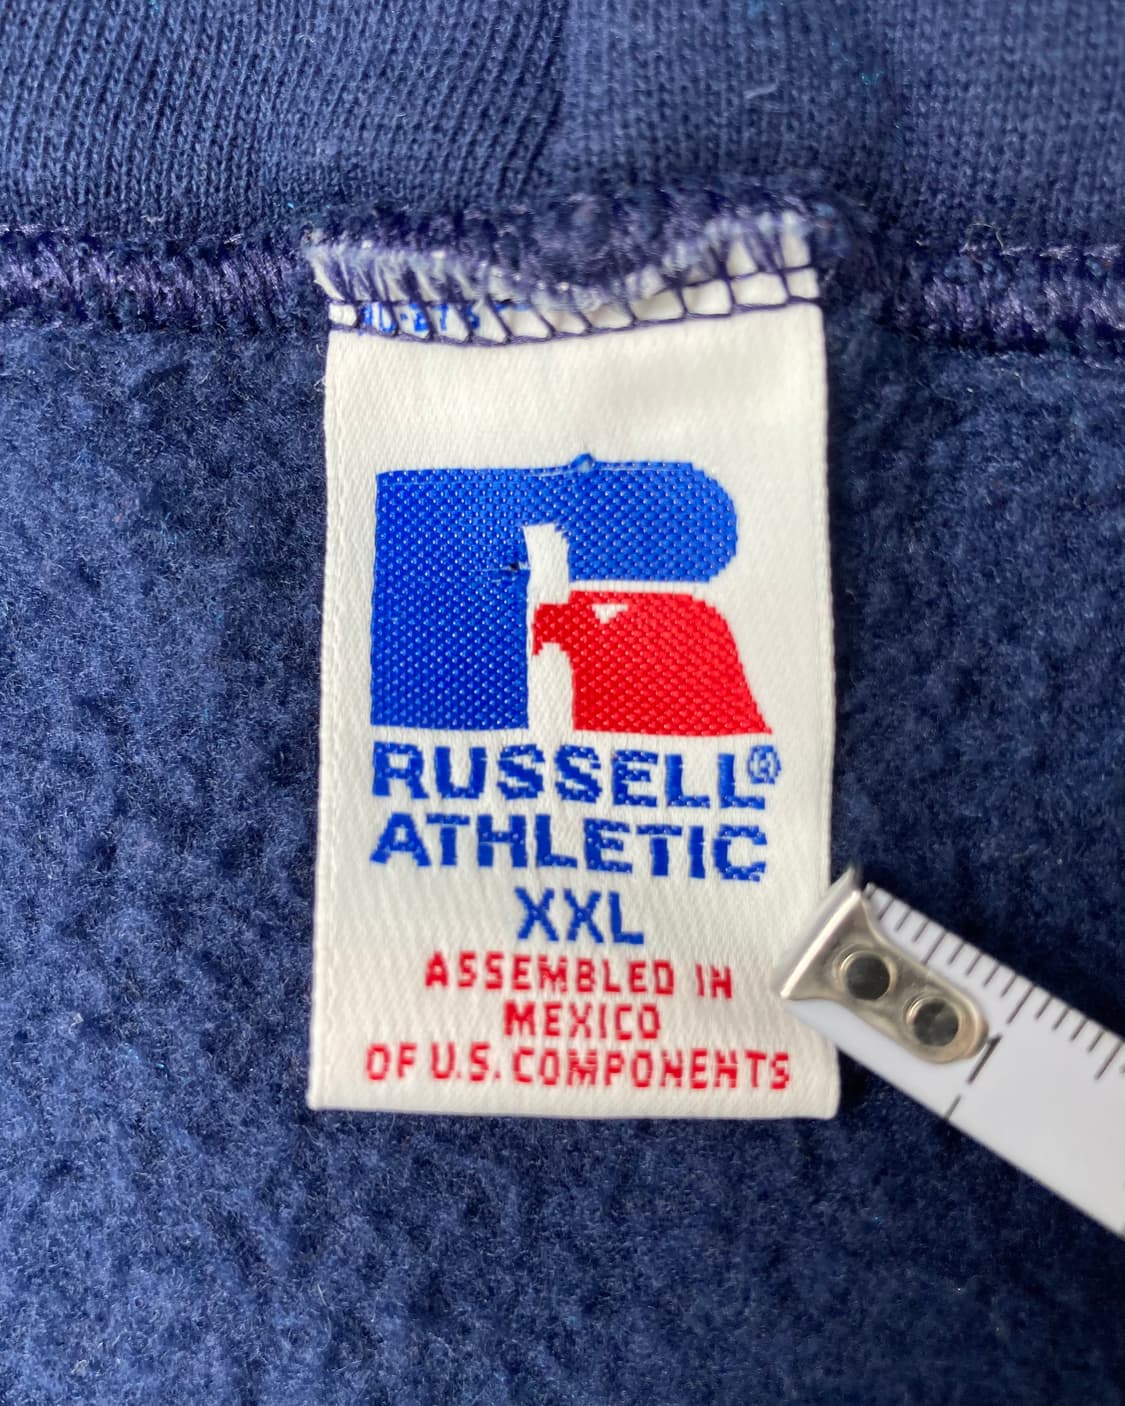 RUSSELL®
ATHLETIC
XXL
ASSEMBLED IN
MEXICO
OF U.S. COMPONENTS